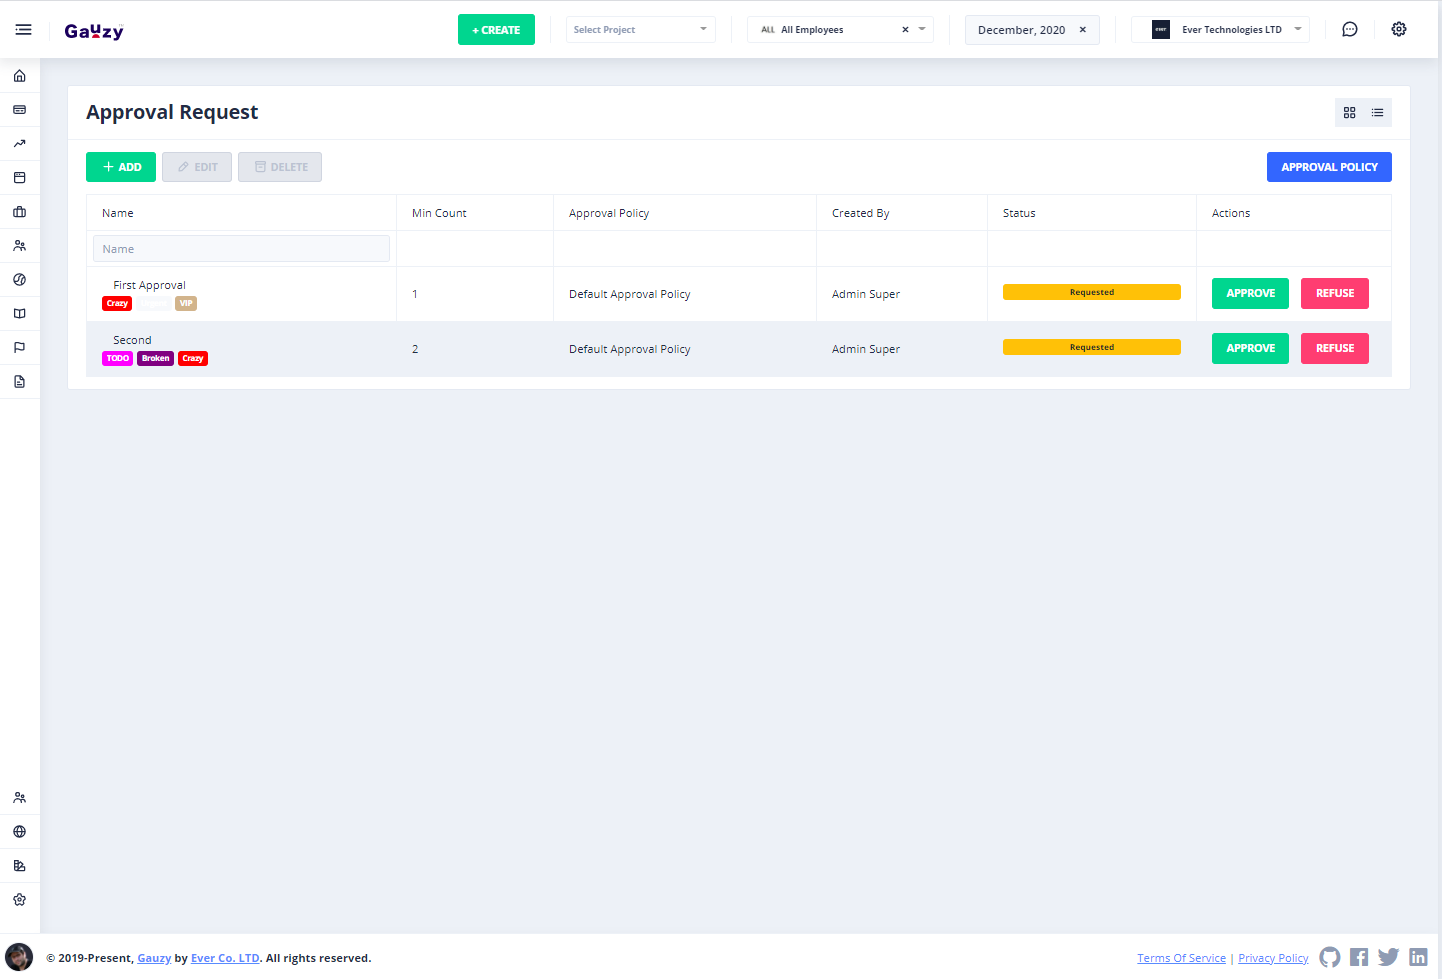 Gauzy
+ CREATE
Select Project
ALL All Employees ×
December, 2020 ×
ever Ever Technologies LTD
Approval Request
+ ADD
EDIT
DELETE
APPROVAL POLICY
Name Min Count Approval Policy Created By Status Actions
Name
First Approval
Crazy VIP
1 Default Approval Policy Admin Super Requested APPROVE REFUSE
Second
TODO Broken Crazy
2 Default Approval Policy Admin Super Requested APPROVE REFUSE
© 2019-Present, Gauzy by Ever Co. LTD. All rights reserved.
Terms Of Service | Privacy Policy